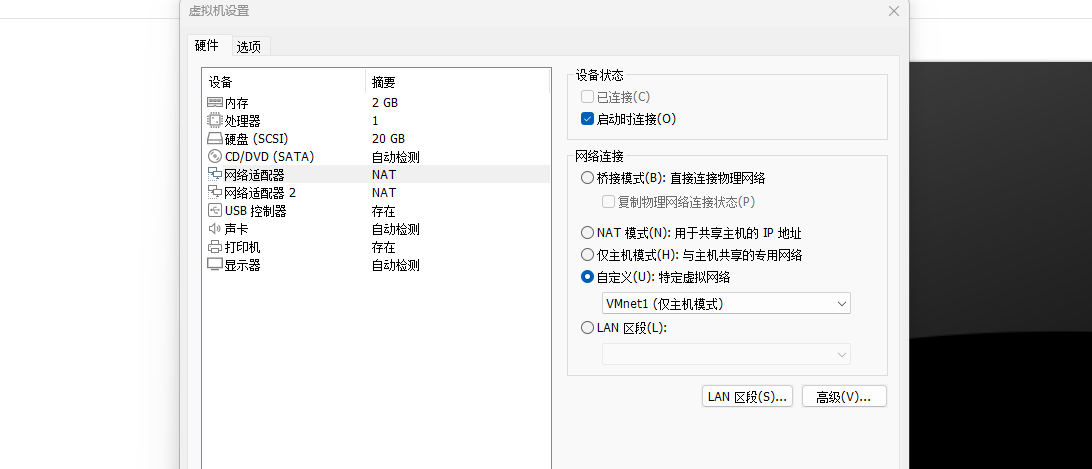 虚拟机设置
硬件 选项
设备 摘要
内存 2 GB
处理器 1
硬盘 (SCSI) 20 GB
CD/DVD (SATA) 自动检测
网络适配器 NAT
网络适配器 2 NAT
USB 控制器 存在
声卡 自动检测
打印机 存在
显示器 自动检测
设备状态
已连接(C)
启动时连接(O)
网络连接
桥接模式(B): 直接连接物理网络
复制物理网络连接状态(P)
NAT 模式(N): 用于共享主机的 IP 地址
仅主机模式(H): 与主机共享的专用网络
自定义(U): 特定虚拟网络
VMnet1 (仅主机模式)
LAN 区段(L):
LAN 区段(S)... 高级(V)...